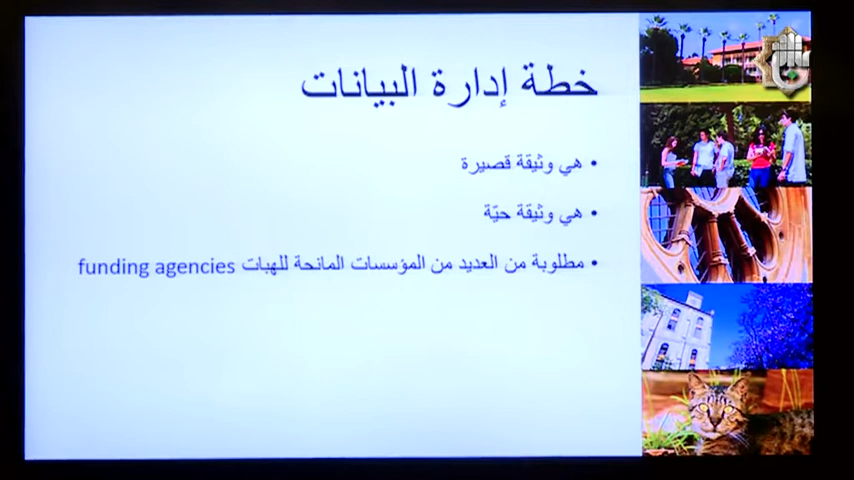 خطة إدارة البيانات
• هي وثيقة قصيرة
• هي وثيقة حيّة
• مطلوبة من العديد من المؤسسات المانحة للهبات funding agencies